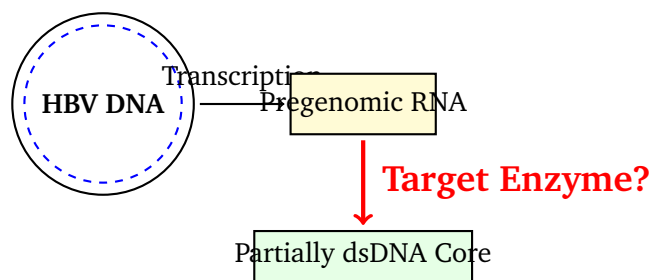 Transcription
HBV DNA
Pregenomic RNA
Target Enzyme?
Partially dsDNA Core